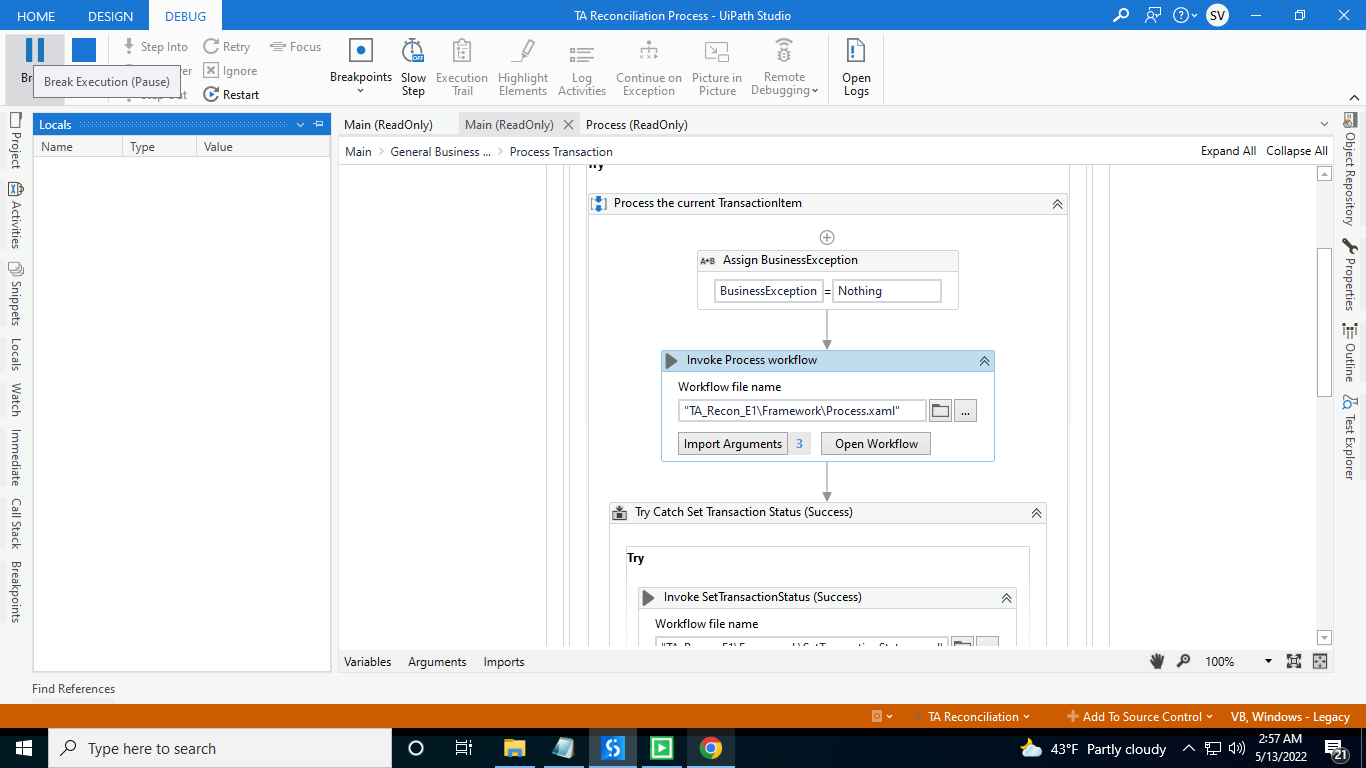 HOME DESIGN DEBUG TA Reconciliation Process - UiPath Studio SV
Step Into Retry Focus
Ignore
Restart
Break Execution (Pause)
Breakpoints
Slow Step
Execution Trail
Highlight Elements
Log Activities
Continue on Exception
Picture in Picture
Remote Debugging
Open Logs
Locals
Name Type Value
Main (ReadOnly) Main (ReadOnly) Process (ReadOnly)
Main General Business ... Process Transaction
Expand All Collapse All
Project
Activities
Snippets
Locals
Watch
Immediate
Call Stack
Breakpoints
Process the current TransactionItem
A+B Assign BusinessException
BusinessException = Nothing
Invoke Process workflow
Workflow file name
"TA_Recon_E1\Framework\Process.xaml" ...
Import Arguments 3 Open Workflow
Try Catch Set Transaction Status (Success)
Try
Invoke SetTransactionStatus (Success)
Workflow file name
Object Repository
Properties
Outline
Test Explorer
Variables Arguments Imports 100%
Find References
TA Reconciliation Add To Source Control VB, Windows - Legacy
Type here to search
43°F Partly cloudy
2:57 AM
5/13/2022
21